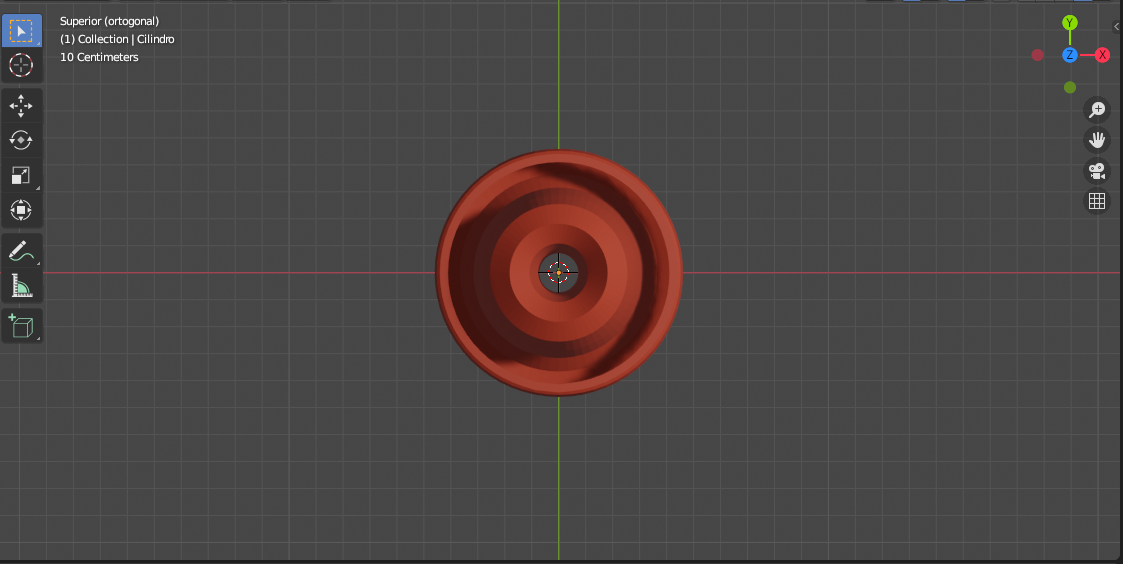 Superior (ortogonal)
(1) Collection | Cilindro
10 Centimeters
Y
Z
X